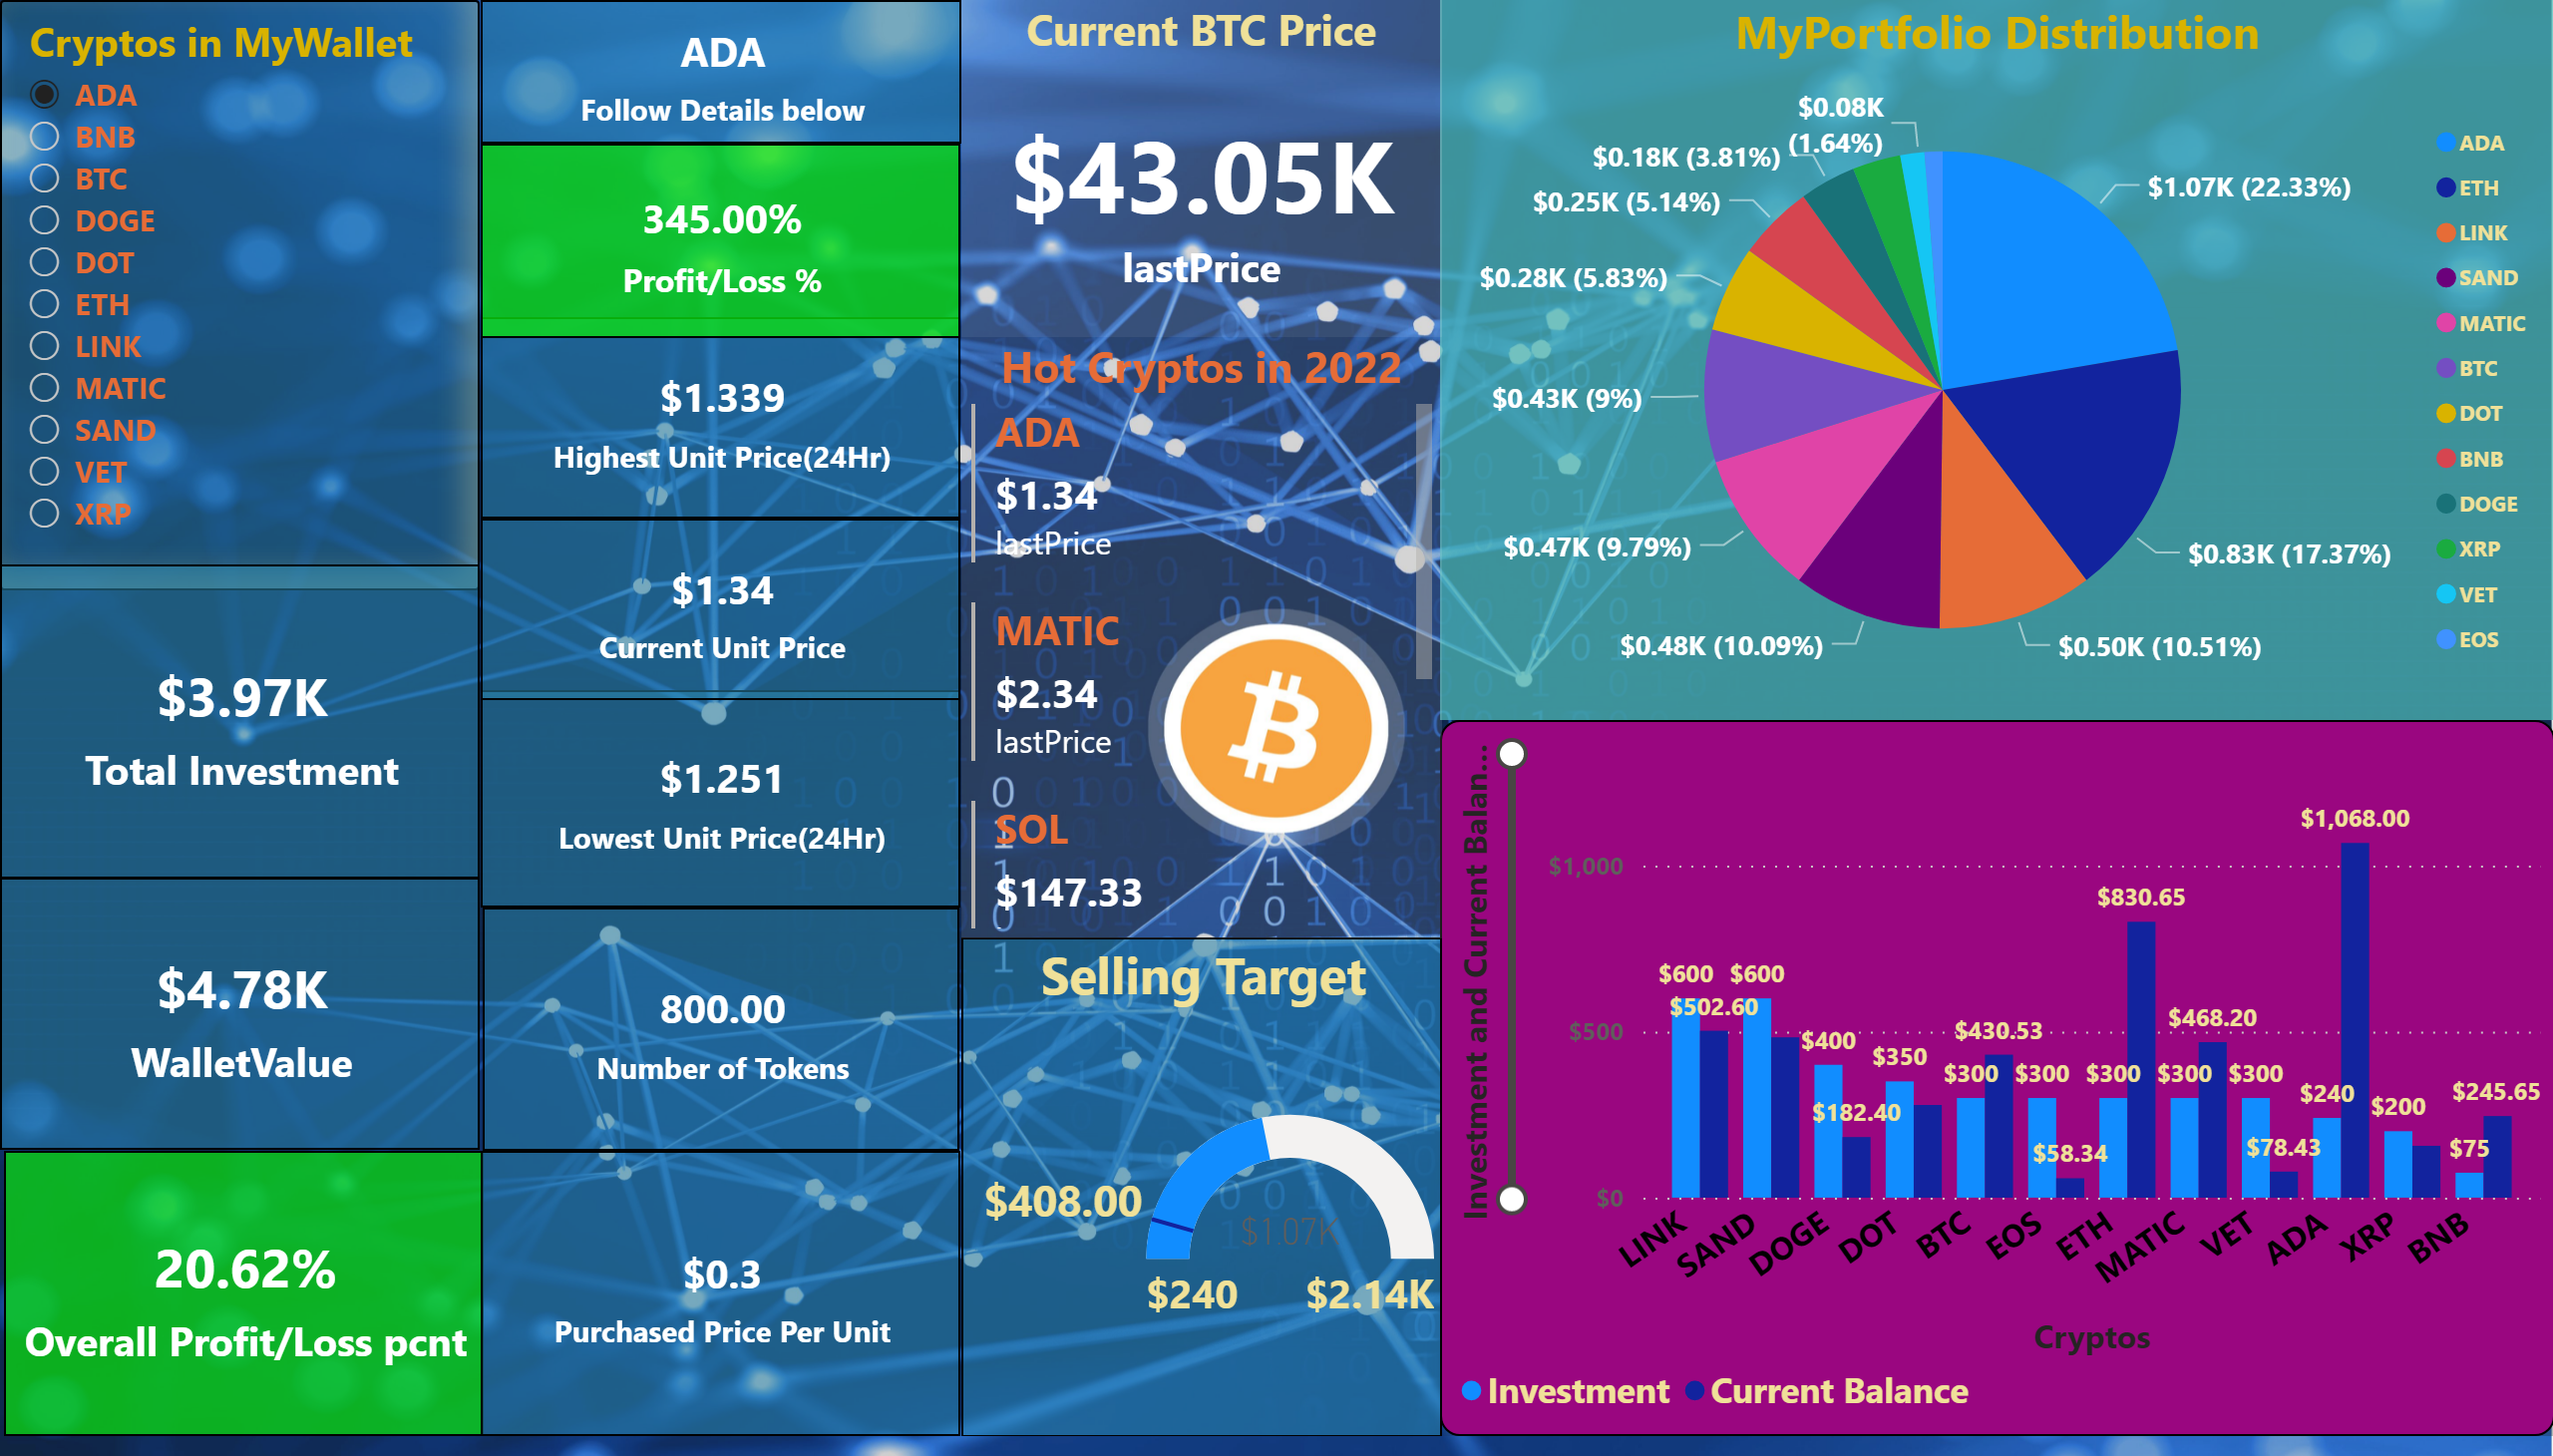 Cryptos in MyWallet
ADA
BNB
BTC
DOGE
DOT
ETH
LINK
MATIC
SAND
VET
XRP
$3.97K
Total Investment
$4.78K
WalletValue
20.62%
Overall Profit/Loss pcnt
ADA
Follow Details below
345.00%
Profit/Loss %
$1.339
Highest Unit Price(24Hr)
$1.34
Current Unit Price
$1.251
Lowest Unit Price(24Hr)
800.00
Number of Tokens
$0.3
Purchased Price Per Unit
Current BTC Price
$43.05K
lastPrice
Hot Cryptos in 2022
ADA
$1.34
lastPrice
MATIC
$2.34
lastPrice
SOL
$147.33
Selling Target
$408.00
$1.07K
$240
$2.14K
MyPortfolio Distribution
$0.08K
(1.64%)
$0.18K (3.81%)
$0.25K (5.14%)
$0.28K (5.83%)
$0.43K (9%)
$0.47K (9.79%)
$0.48K (10.09%)
$0.50K (10.51%)
$0.83K (17.37%)
$1.07K (22.33%)
ADA
ETH
LINK
SAND
MATIC
BTC
DOT
BNB
DOGE
XRP
VET
EOS
Investment and Current Balan...
$1,000
$500
$0
$600
$502.60
$600
$400
$182.40
$350
$300
$430.53
$300
$58.34
$300
$830.65
$300
$468.20
$300
$78.43
$240
$1,068.00
$200
$75
$245.65
LINK
SAND
DOGE
DOT
BTC
EOS
ETH
MATIC
VET
ADA
XRP
BNB
Cryptos
Investment
Current Balance